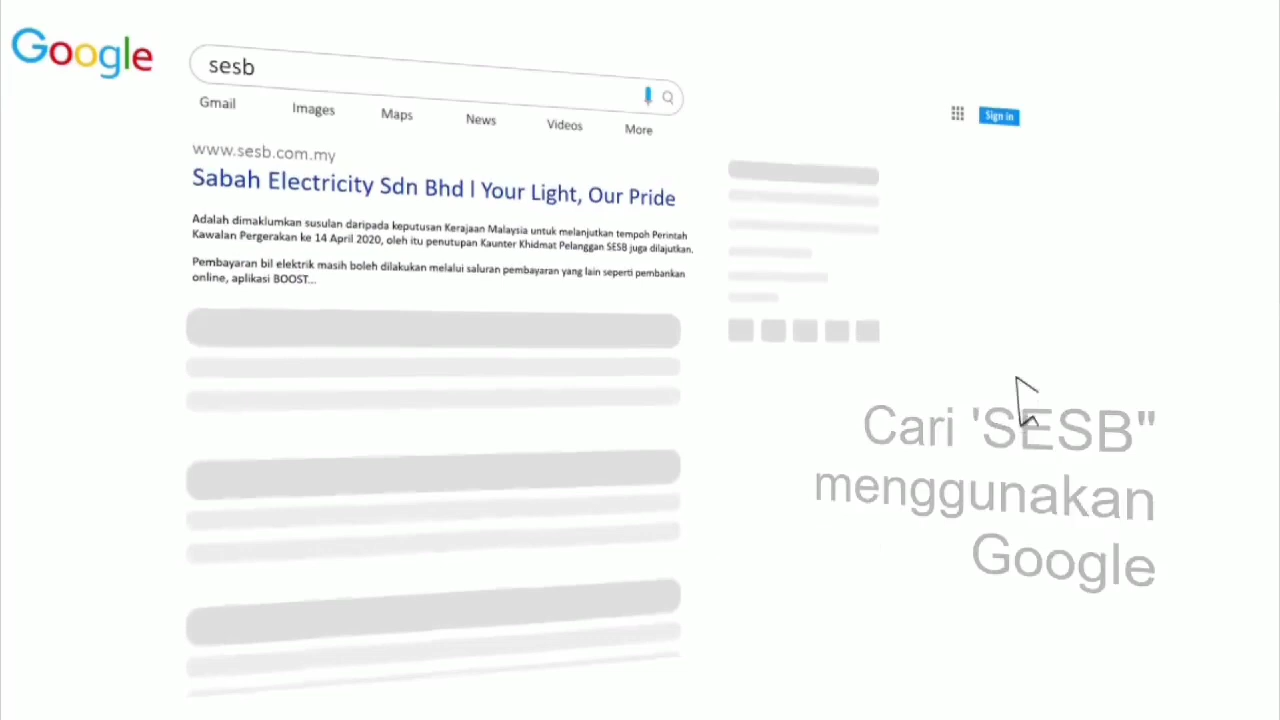 Google
sesb
Gmail Images Maps News Videos More
Sign in
www.sesb.com.my
Sabah Electricity Sdn Bhd l Your Light, Our Pride
Adalah dimaklumkan susulan daripada keputusan Kerajaan Malaysia untuk melanjutkan tempoh Perintah
Kawalan Pergerakan ke 14 April 2020, oleh itu penutupan Kaunter Khidmat Pelanggan SESB juga dilajutkan.
Pembayaran bil elektrik masih boleh dilakukan melalui saluran pembayaran yang lain seperti pembankan
online, aplikasi BOOST...
Cari 'SESB"
menggunakan
Google